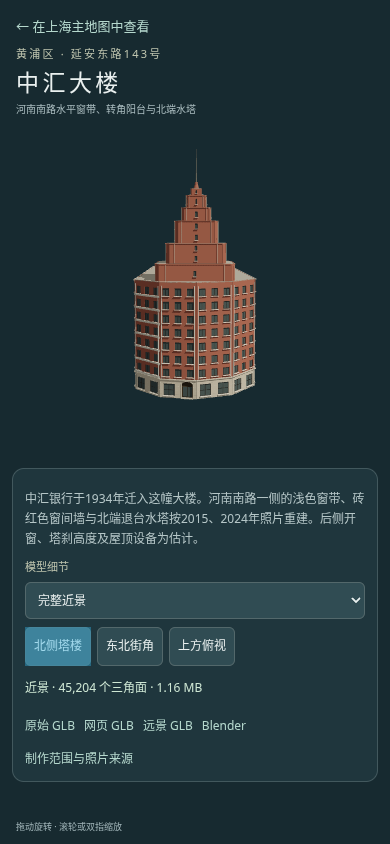 ← 在上海主地图中查看
黄浦区 · 延安东路143号
中汇大楼
河南南路水平窗带、转角阳台与北端水塔
中汇银行于1934年迁入这幢大楼。河南南路一侧的浅色窗带、砖
红色窗间墙与北端退台水塔按2015、2024年照片重建。后侧开
窗、塔刹高度及屋顶设备为估计。
模型细节
完整近景
北侧塔楼 东北街角 上方俯视
近景 · 45,204 个三角面 · 1.16 MB
原始 GLB 网页 GLB 远景 GLB Blender
制作范围与照片来源
拖动旋转 · 滚轮或双指缩放